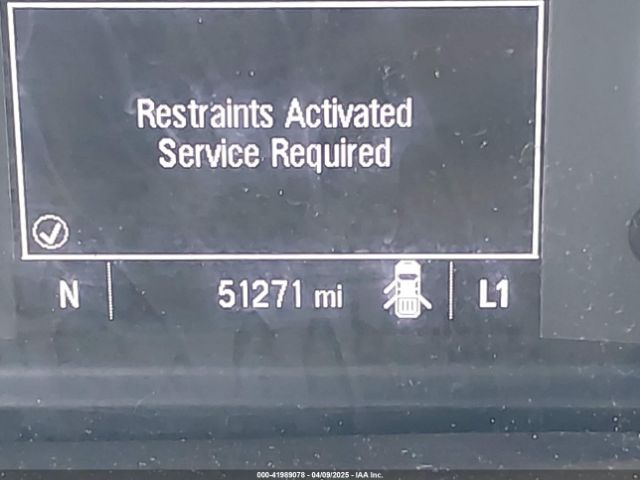 Restraints Activated
Service Required
N 51271 mi L1
000-41989078 - 04/09/2025 - IAA Inc.